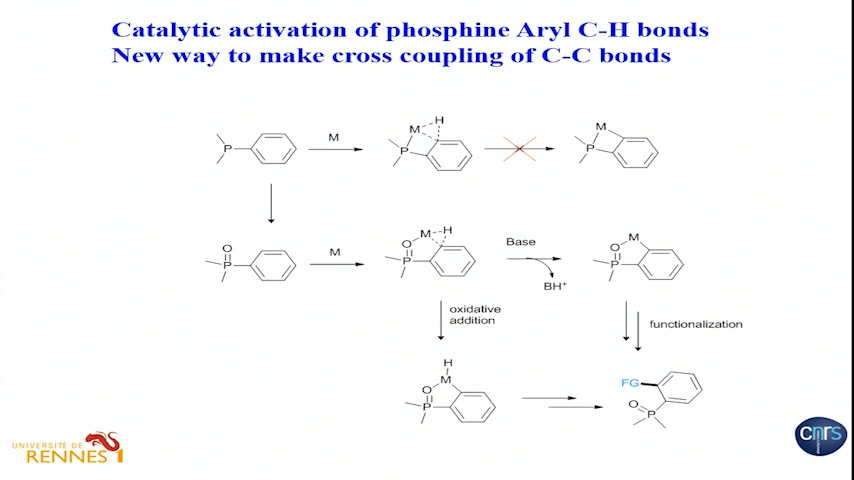 Catalytic activation of phosphine Aryl C-H bonds
New way to make cross coupling of C-C bonds
P
M
M
H
P
M
P
O
P
M
M
H
O
P
Base
BH+
M
O
P
oxidative
addition
functionalization
H
M
O
P
FG
O
P
UNIVERSITÉ DE
RENNES 1
cnrs